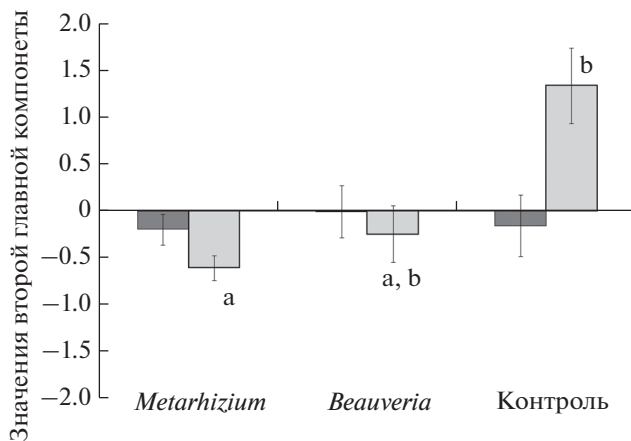 Значения второй главной компонеты
2.0
1.5
b
1.0
0.5
0
−0.5
a, b
a
−1.0
−1.5
−2.0
Metarhizium Beauveria Контроль